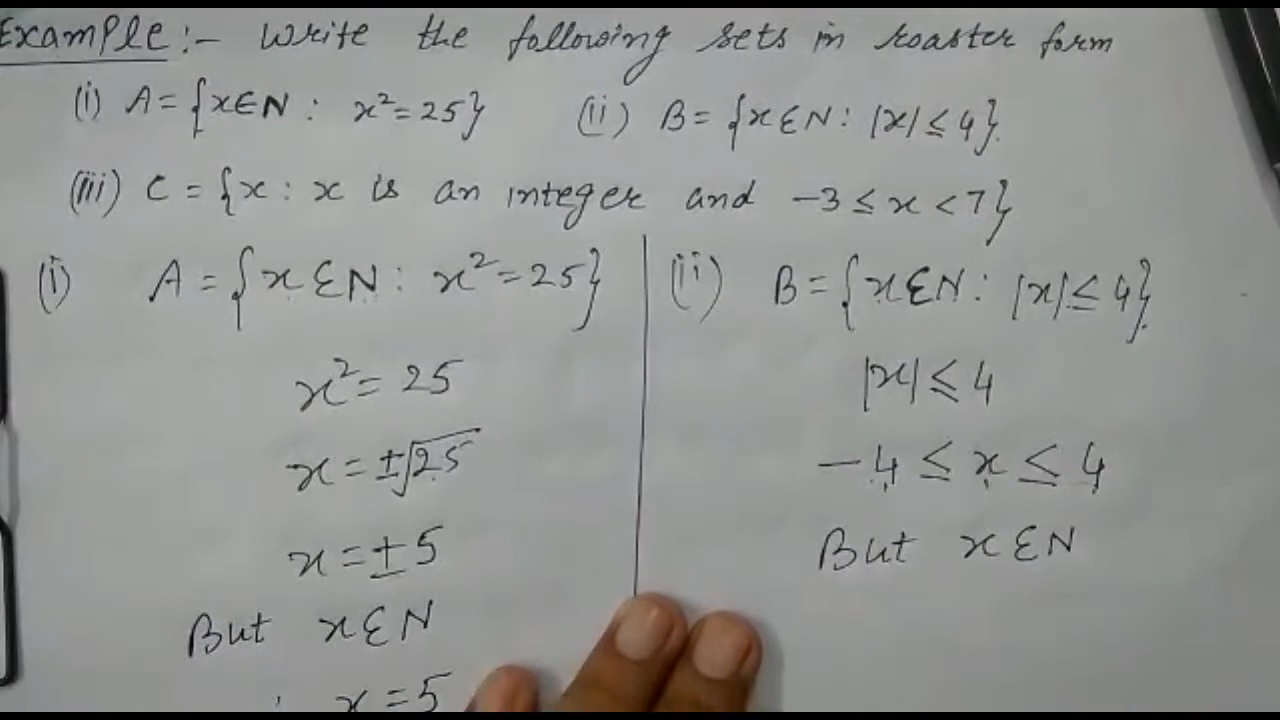 Example :- Write the following sets in roaster form
(i) A = {x∈N : x² = 25} (ii) B = {x∈N : |x| ≤ 4}.
(iii) C = {x : x is an integer and -3 ≤ x < 7}
(i) A = {x∈N : x² = 25}
x² = 25
x = ±√25
x = ±5
But x∈N
x = 5
(ii) B = {x∈N : |x| ≤ 4}
|x| ≤ 4
-4 ≤ x ≤ 4
But x∈N